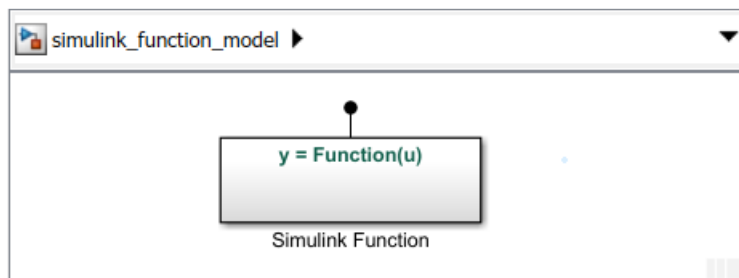 simulink_function_model
y = Function(u)
Simulink Function